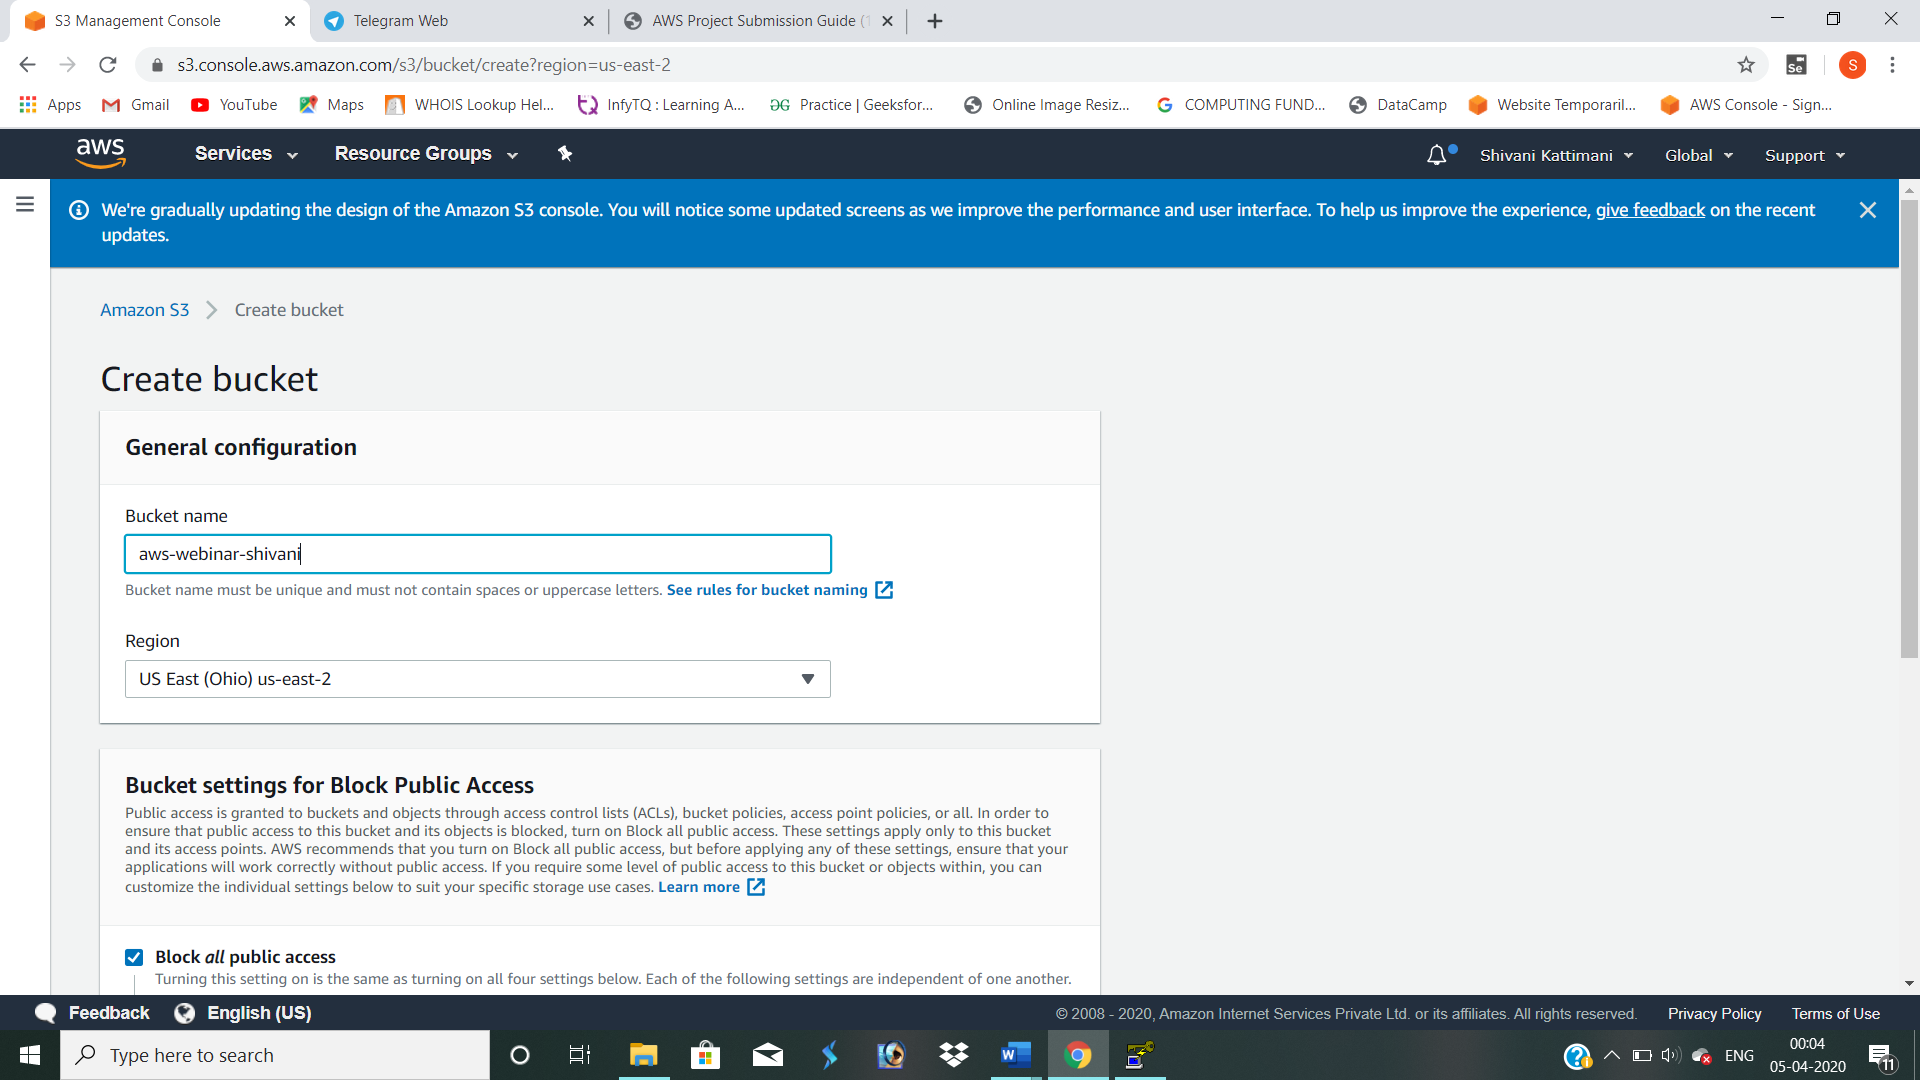 S3 Management Console
Telegram Web
AWS Project Submission Guide (1
s3.console.aws.amazon.com/s3/bucket/create?region=us-east-2
Se
S
Apps
Gmail
YouTube
Maps
WHOIS Lookup Hel...
InfyTQ : Learning A...
Practice | Geeksfor...
Online Image Resiz...
COMPUTING FUND...
DataCamp
Website Temporaril...
AWS Console - Sign...
aws
Services
Resource Groups
Shivani Kattimani
Global
Support
We're gradually updating the design of the Amazon S3 console. You will notice some updated screens as we improve the performance and user interface. To help us improve the experience, give feedback on the recent
updates.
Amazon S3
Create bucket
Create bucket
General configuration
Bucket name
aws-webinar-shivani
Bucket name must be unique and must not contain spaces or uppercase letters. See rules for bucket naming
Region
US East (Ohio) us-east-2
Bucket settings for Block Public Access
Public access is granted to buckets and objects through access control lists (ACLs), bucket policies, access point policies, or all. In order to
ensure that public access to this bucket and its objects is blocked, turn on Block all public access. These settings apply only to this bucket
and its access points. AWS recommends that you turn on Block all public access, but before applying any of these settings, ensure that your
applications will work correctly without public access. If you require some level of public access to this bucket or objects within, you can
customize the individual settings below to suit your specific storage use cases. Learn more
Block all public access
Turning this setting on is the same as turning on all four settings below. Each of the following settings are independent of one another.
Feedback
English (US)
© 2008 - 2020, Amazon Internet Services Private Ltd. or its affiliates. All rights reserved.
Privacy Policy
Terms of Use
Type here to search
W
ENG
00:04
05-04-2020
11